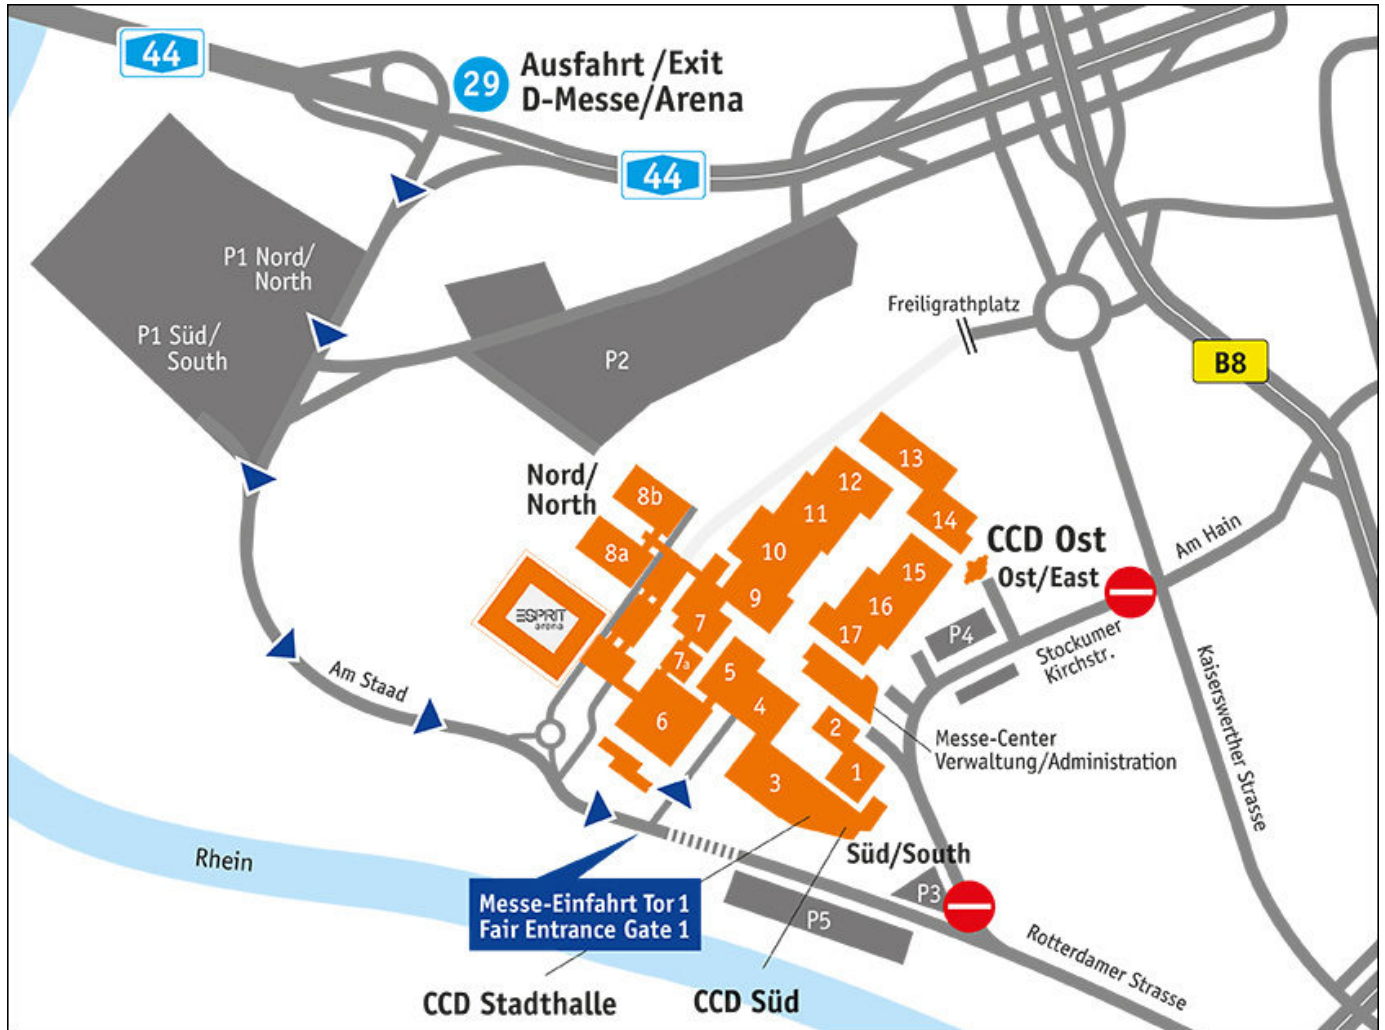 44
29
Ausfahrt /Exit
D-Messe/Arena
44
P1 Nord/
North
P1 Süd/
South
P2
Freiligrathplatz
B8
Nord/
North
8b
8a
ESPRIT
arena
13
12
11
14
10
9
15
16
17
7
7a
5
4
6
3
2
1
CCD Ost
Ost/East
Am Hain
P4
Stockumer
Kirchstr.
Kaiserswerther Strasse
Am Staad
Messe-Center
Verwaltung/Administration
Rhein
Süd/South
Messe-Einfahrt Tor 1
Fair Entrance Gate 1
P3
P5
Rotterdamer Strasse
CCD Stadthalle
CCD Süd